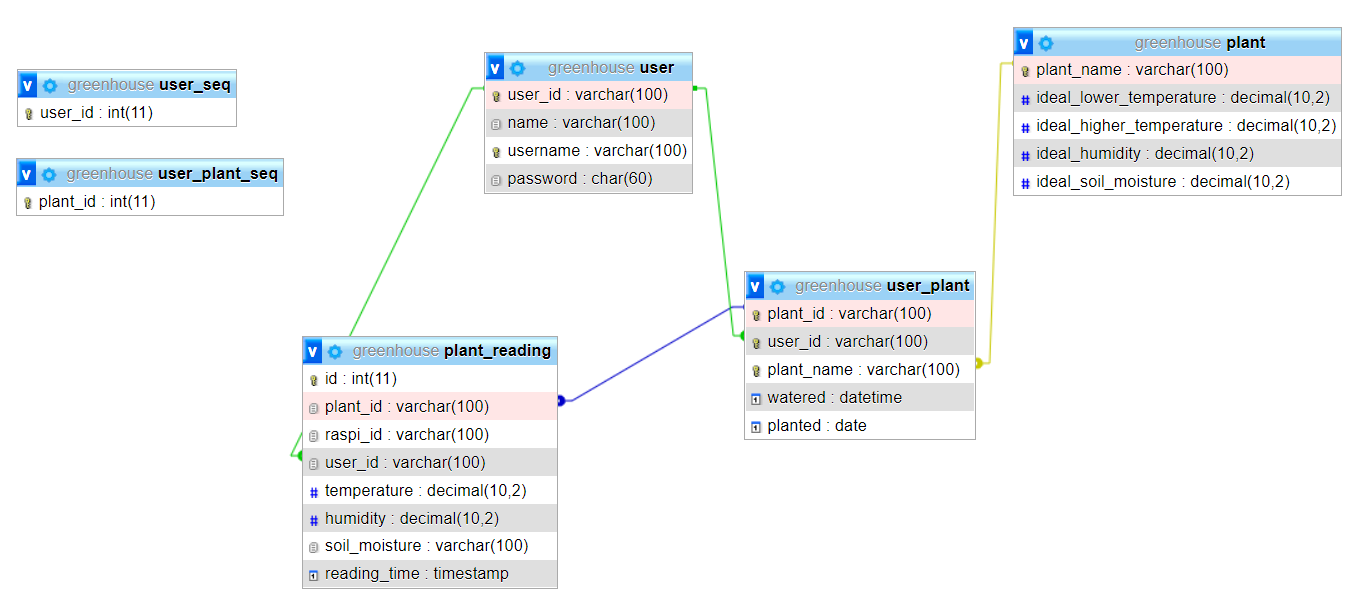 v greenhouse user_seq
user_id : int(11)
v greenhouse user_plant_seq
plant_id : int(11)
v greenhouse user
user_id : varchar(100)
name : varchar(100)
username : varchar(100)
password : char(60)
v greenhouse plant
plant_name : varchar(100)
# ideal_lower_temperature : decimal(10,2)
# ideal_higher_temperature : decimal(10,2)
# ideal_humidity : decimal(10,2)
# ideal_soil_moisture : decimal(10,2)
v greenhouse user_plant
plant_id : varchar(100)
user_id : varchar(100)
plant_name : varchar(100)
watered : datetime
planted : date
v greenhouse plant_reading
id : int(11)
plant_id : varchar(100)
raspi_id : varchar(100)
user_id : varchar(100)
# temperature : decimal(10,2)
# humidity : decimal(10,2)
soil_moisture : varchar(100)
reading_time : timestamp